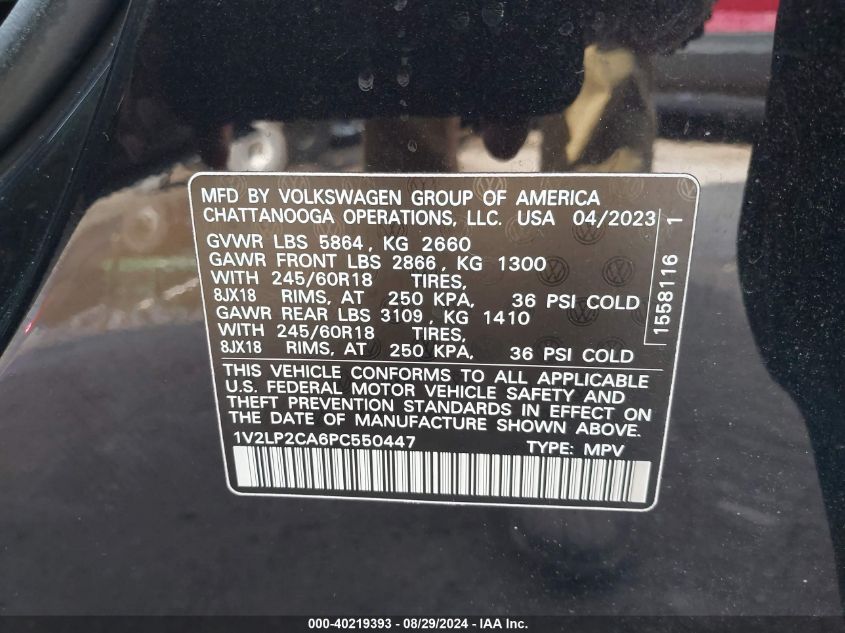 MFD BY VOLKSWAGEN GROUP OF AMERICA
CHATTANOOGA OPERATIONS, LLC. USA 04/2023
GVWR LBS 5864, KG 2660
GAWR FRONT LBS 2866, KG 1300
WITH 245/60R18 TIRES,
8JX18 RIMS, AT 250 KPA, 36 PSI COLD
GAWR REAR LBS 3109, KG 1410
WITH 245/60R18 TIRES,
8JX18 RIMS, AT 250 KPA, 36 PSI COLD
THIS VEHICLE CONFORMS TO ALL APPLICABLE
U.S. FEDERAL MOTOR VEHICLE SAFETY AND
THEFT PREVENTION STANDARDS IN EFFECT ON
THE DATE OF MANUFACTURE SHOWN ABOVE.
1V2LP2CA6PC550447 TYPE: MPV
1558116 1
000-40219393 - 08/29/2024 - IAA, Inc.